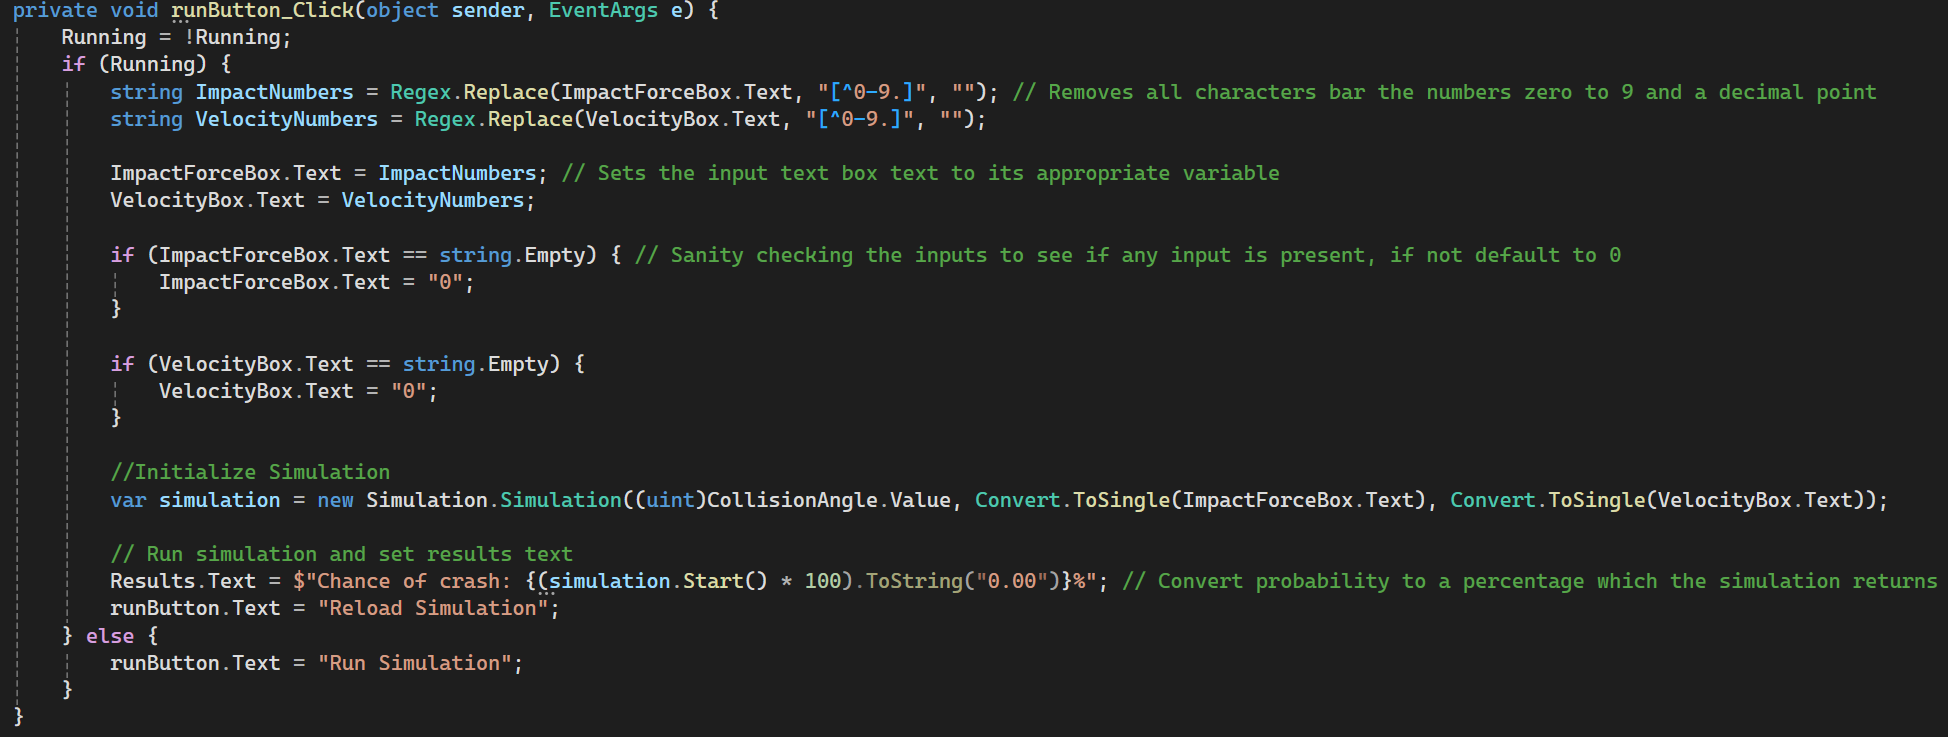 private void runButton_Click(object sender, EventArgs e) {
Running = !Running;
if (Running) {
string ImpactNumbers = Regex.Replace(ImpactForceBox.Text, "[^0-9.]", ""); // Removes all characters bar the numbers zero to 9 and a decimal point
string VelocityNumbers = Regex.Replace(VelocityBox.Text, "[^0-9.]", "");
ImpactForceBox.Text = ImpactNumbers; // Sets the input text box text to its appropriate variable
VelocityBox.Text = VelocityNumbers;
if (ImpactForceBox.Text == string.Empty) { // Sanity checking the inputs to see if any input is present, if not default to 0
ImpactForceBox.Text = "0";
}
if (VelocityBox.Text == string.Empty) {
VelocityBox.Text = "0";
}
//Initialize Simulation
var simulation = new Simulation.Simulation((uint)CollisionAngle.Value, Convert.ToSingle(ImpactForceBox.Text), Convert.ToSingle(VelocityBox.Text));
// Run simulation and set results text
Results.Text = $"Chance of crash: {(simulation.Start() * 100).ToString("0.00")}%"; // Convert probability to a percentage which the simulation returns
runButton.Text = "Reload Simulation";
} else {
runButton.Text = "Run Simulation";
}
}